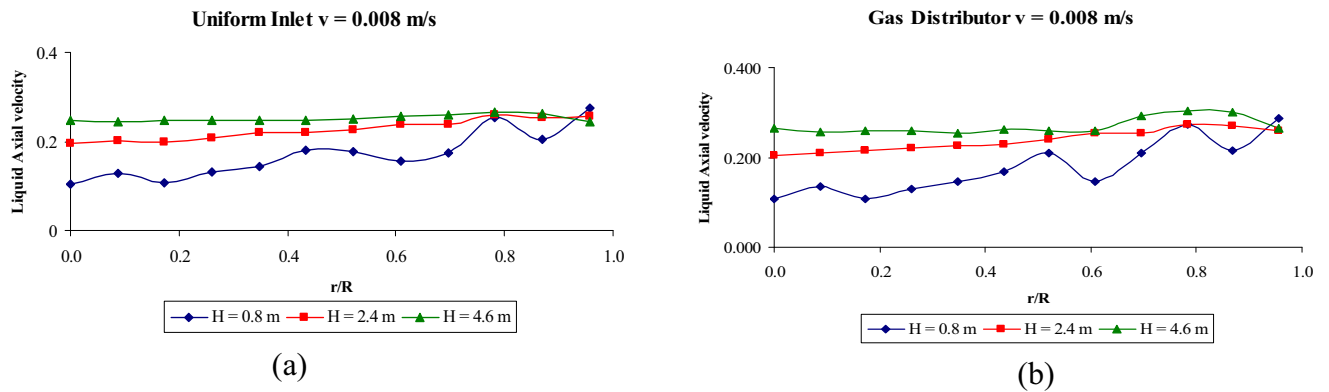 Uniform Inlet v = 0.008 m/s
Liquid Axial velocity
0.4
0.2
0
0.0 0.2 0.4 0.6 0.8 1.0
r/R
H = 0.8 m H = 2.4 m H = 4.6 m
(a)
Gas Distributor v = 0.008 m/s
Liquid Axial velocity
0.400
0.200
0.000
0.0 0.2 0.4 0.6 0.8 1.0
r/R
H = 0.8 m H = 2.4 m H = 4.6 m
(b)